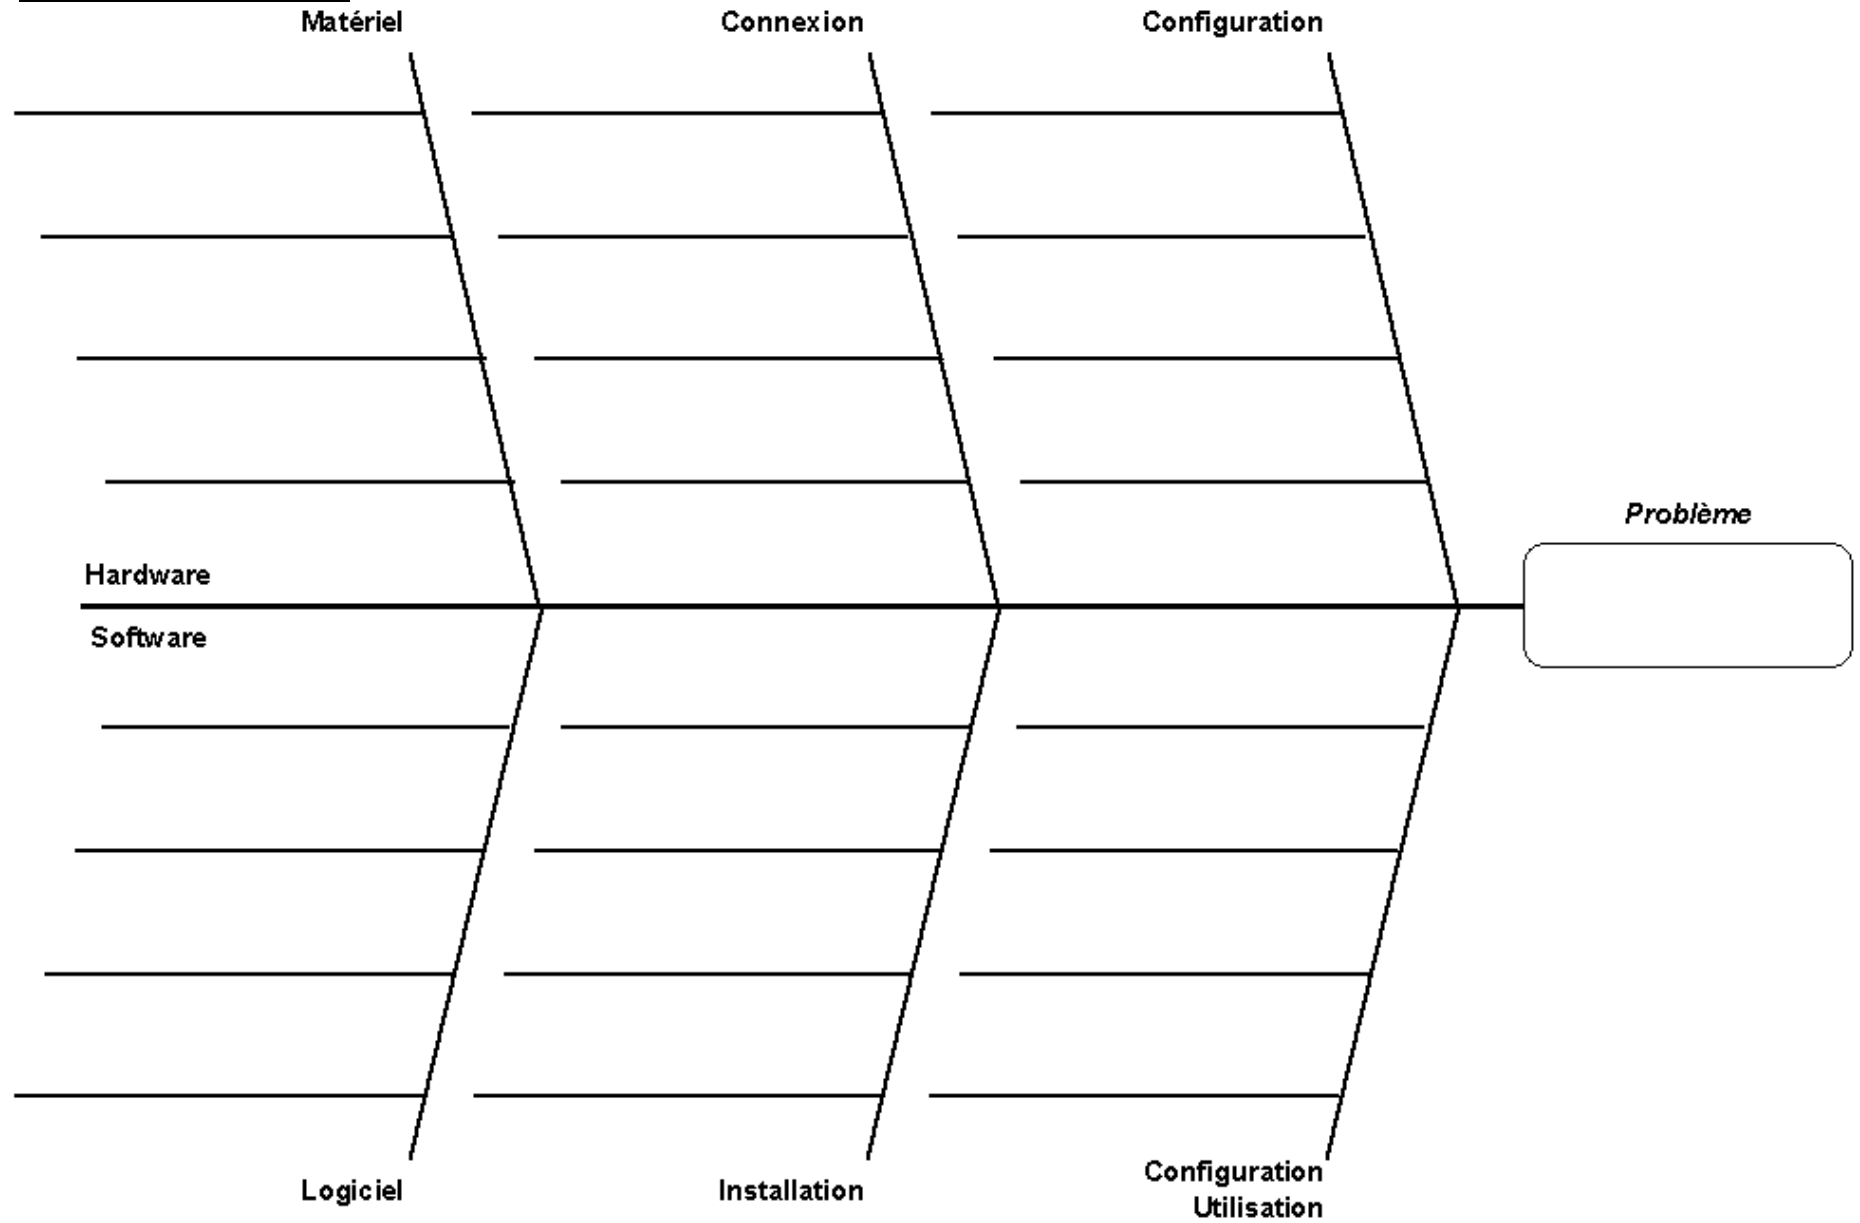 Matériel
Connexion
Configuration
Problème
Hardware
Software
Logiciel
Installation
Configuration
Utilisation